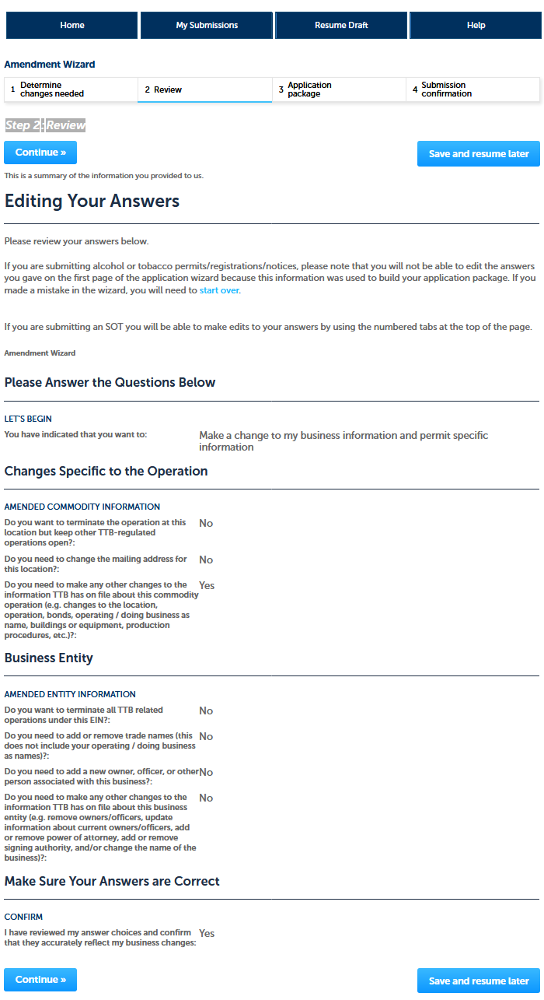 Home
My Submissions
Resume Draft
Help
Amendment Wizard
1 Determine changes needed
2 Review
3 Application package
4 Submission confirmation
Step 2: Review
Continue »
Save and resume later
This is a summary of the information you provided to us.
Editing Your Answers
Please review your answers below.
If you are submitting alcohol or tobacco permits/registrations/notices, please note that you will not be able to edit the answers
you gave on the first page of the application wizard because this information was used to build your application package. If you
made a mistake in the wizard, you will need to start over.
If you are submitting an SOT you will be able to make edits to your answers by using the numbered tabs at the top of the page.
Amendment Wizard
Please Answer the Questions Below
LET'S BEGIN
You have indicated that you want to:
Make a change to my business information and permit specific
information
Changes Specific to the Operation
AMENDED COMMODITY INFORMATION
Do you want to terminate the operation at this
location but keep other TTB-regulated
operations open?:
No
Do you need to change the mailing address for
this location?:
No
Do you need to make any other changes to the
information TTB has on file about this commodity
operation (e.g. changes to the location,
operation, bonds, operating / doing business as
name, buildings or equipment, production
procedures, etc.)?:
Yes
Business Entity
AMENDED ENTITY INFORMATION
Do you want to terminate all TTB related
operations under this EIN?:
No
Do you need to add or remove trade names (this
does not include your operating / doing business
as names)?:
No
Do you need to add a new owner, officer, or other
person associated with this business?:
No
Do you need to make any other changes to the
information TTB has on file about this business
entity (e.g. remove owners/officers, update
information about current owners/officers, add
or remove power of attorney, add or remove
signing authority, and/or change the name of the
business)?:
No
Make Sure Your Answers are Correct
CONFIRM
I have reviewed my answer choices and confirm
that they accurately reflect my business changes:
Yes
Continue »
Save and resume later